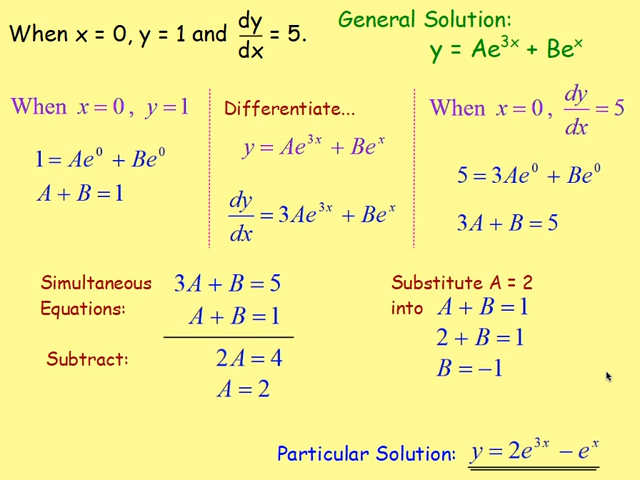 When x = 0, y = 1 and dy/dx = 5.
General Solution:
y = Ae^{3x} + Be^x
When x = 0, y = 1
1 = Ae^0 + Be^0
A + B = 1
Differentiate...
y = Ae^{3x} + Be^x
dy/dx = 3Ae^{3x} + Be^x
When x = 0, dy/dx = 5
5 = 3Ae^0 + Be^0
3A + B = 5
Simultaneous
Equations:
3A + B = 5
A + B = 1
Subtract:
2A = 4
A = 2
Substitute A = 2
into A + B = 1
2 + B = 1
B = −1
Particular Solution: y = 2e^{3x} − e^x